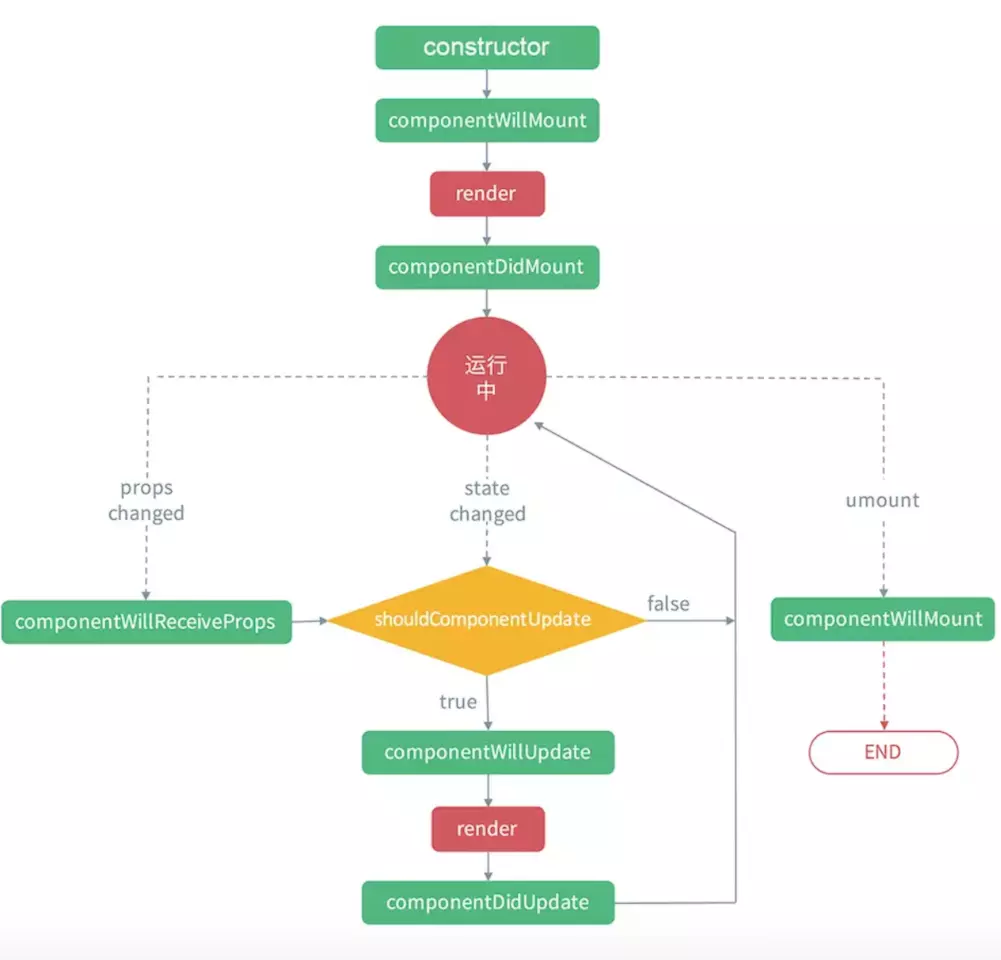 constructor
componentWillMount
render
componentDidMount
运行
中
props
changed
state
changed
umount
componentWillReceiveProps
shouldComponentUpdate
false
componentWillMount
true
componentWillUpdate
END
render
componentDidUpdate